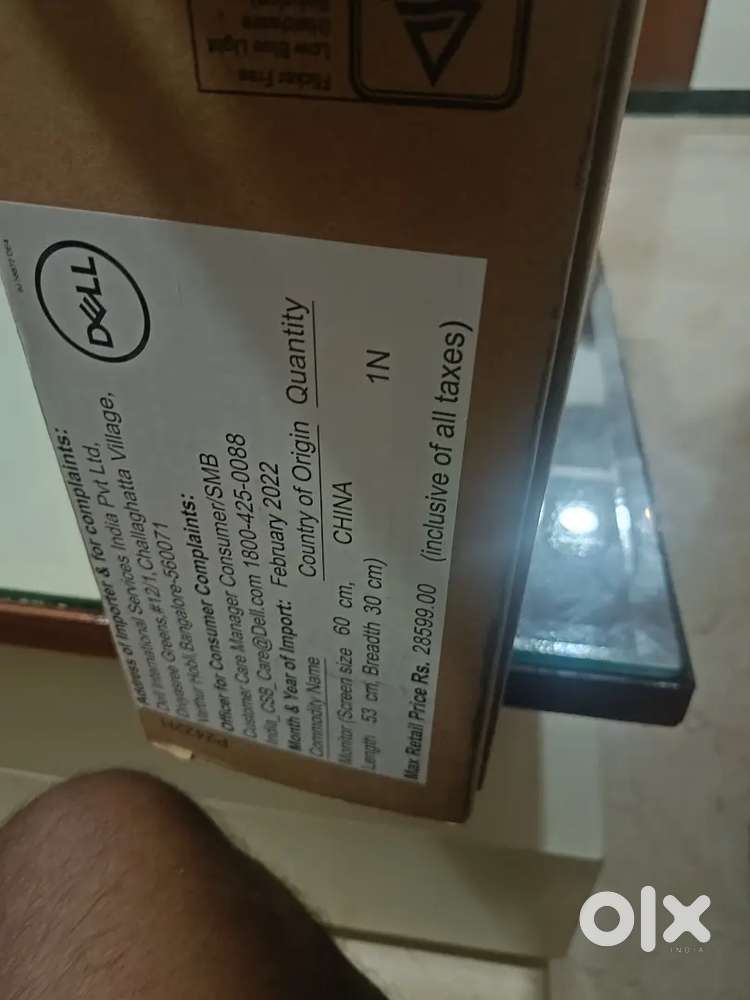 Flicker Free
Low Blue Light
Hardware
DELL
Address of Importer & for complaints:
Dell International Services India Pvt Ltd,
Divyasree Greens,#12/1,Challaghatta Village,
Varthur Hobli,Bangalore-560071
Officer for Consumer Complaints:
Customer Care Manager Consumer/SMB
India_CSB_Care@Dell.com 1800-425-0088
Month & Year of Import: February 2022
Commodity Name Country of Origin Quantity
Monitor (Screen size 60 cm, CHINA 1N
Length 53 cm, Breadth 30 cm)
Max Retail Price Rs. 28599.00 (inclusive of all taxes)
olx
INDIA